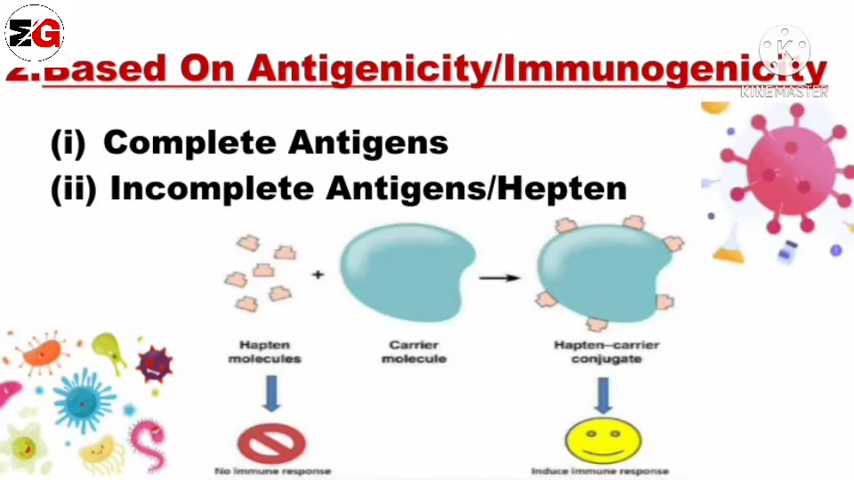 EG
2.Based On Antigenicity/Immunogenicity
K
KINEMASTER
(i) Complete Antigens
(ii) Incomplete Antigens/Hepten
+
Hapten
molecules
Carrier
molecule
Hapten–carrier
conjugate
No immune response
Induce immune response